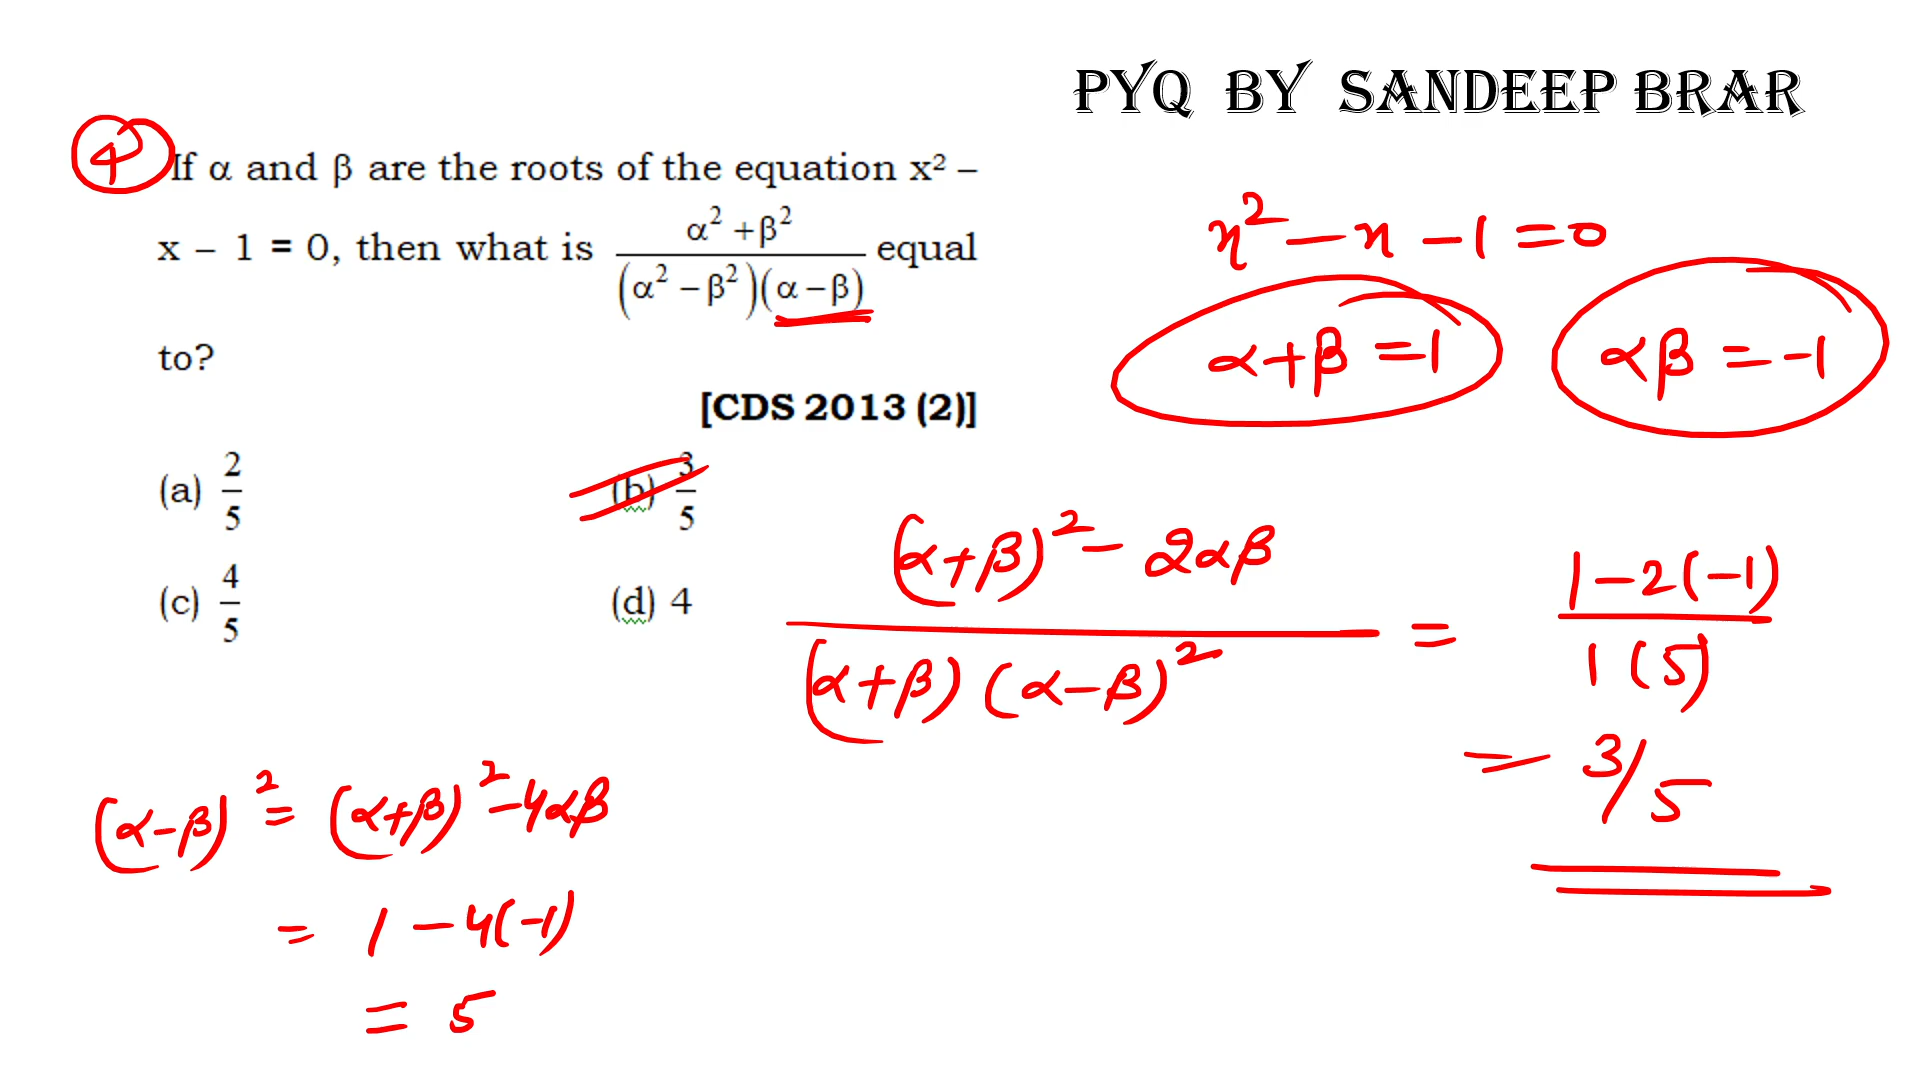 PYQ BY SANDEEP BRAR
4
If α and β are the roots of the equation x² –
x – 1 = 0, then what is (α² + β²) / ((α² – β²)(α – β)) equal
to?
[CDS 2013 (2)]
(a) 2/5
(b) 3/5
(c) 4/5
(d) 4
x² – x – 1 = 0
α + β = 1
αβ = –1
((α + β)² – 2αβ) / ((α + β)(α – β)²) = (1 – 2(–1)) / (1(5))
= 3/5
(α – β)² = (α + β)² – 4αβ
= 1 – 4(–1)
= 5